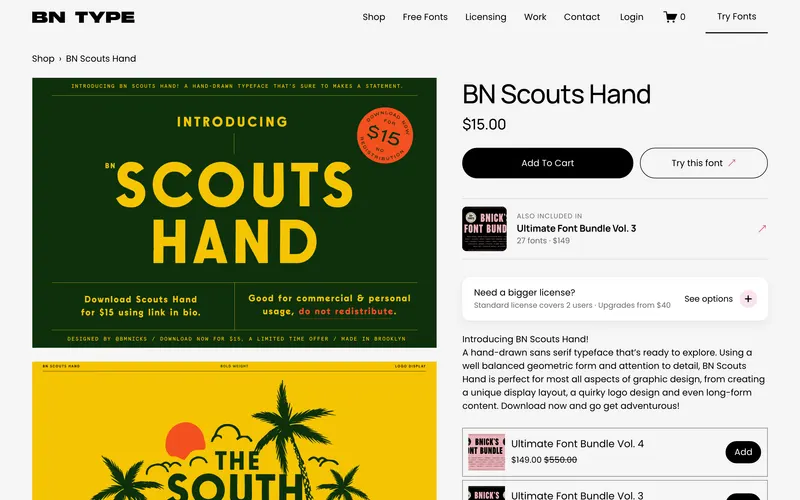 BN TYPE
Shop
Free Fonts
Licensing
Work
Contact
Login
0
Try Fonts
Shop › BN Scouts Hand
INTRODUCING BN SCOUTS HAND! A HAND-DRAWN TYPEFACE THAT'S SURE TO MAKES A STATEMENT.
INTRODUCING
DOWNLOAD NOW
FOR
$15
NO
REDISTRIBUTION
BN
SCOUTS
HAND
Download Scouts Hand
for $15 using link in bio.
Good for commercial & personal
usage, do not redistribute.
DESIGNED BY @BMNICKS / DOWNLOAD NOW FOR $15, A LIMITED TIME OFFER / MADE IN BROOKLYN
BN SCOUTS HAND
BOLD WEIGHT
LOGO DISPLAY
THE
SOUTH
BN Scouts Hand
$15.00
Add To Cart
Try this font
BNICK'S
FONT BUND
ALSO INCLUDED IN
Ultimate Font Bundle Vol. 3
27 fonts · $149
Need a bigger license?
Standard license covers 2 users · Upgrades from $40
See options
+
Introducing BN Scouts Hand!
A hand-drawn sans serif typeface that's ready to explore. Using a
well balanced geometric form and attention to detail, BN Scouts
Hand is perfect for most all aspects of graphic design, from creating
a unique display layout, a quirky logo design and even long-form
content. Download now and go get adventurous!
BNICK'S
FONT BUNDLE
Ultimate Font Bundle Vol. 4
$149.00 $550.00
Add
BNICK'S
Ultimate Font Bundle Vol. 3